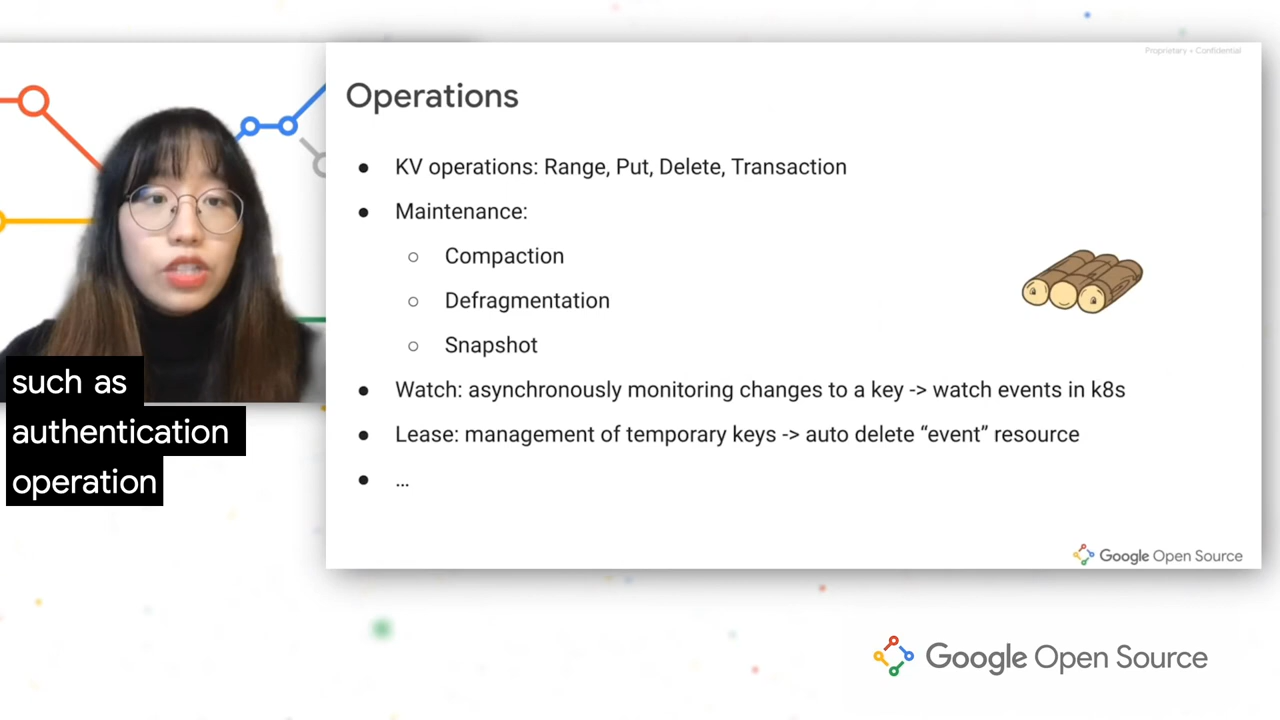 Proprietary + Confidential
Operations
● KV operations: Range, Put, Delete, Transaction
● Maintenance:
○ Compaction
○ Defragmentation
○ Snapshot
● Watch: asynchronously monitoring changes to a key -> watch events in k8s
● Lease: management of temporary keys -> auto delete “event” resource
● …
Google Open Source
such as
authentication
operation
Google Open Source